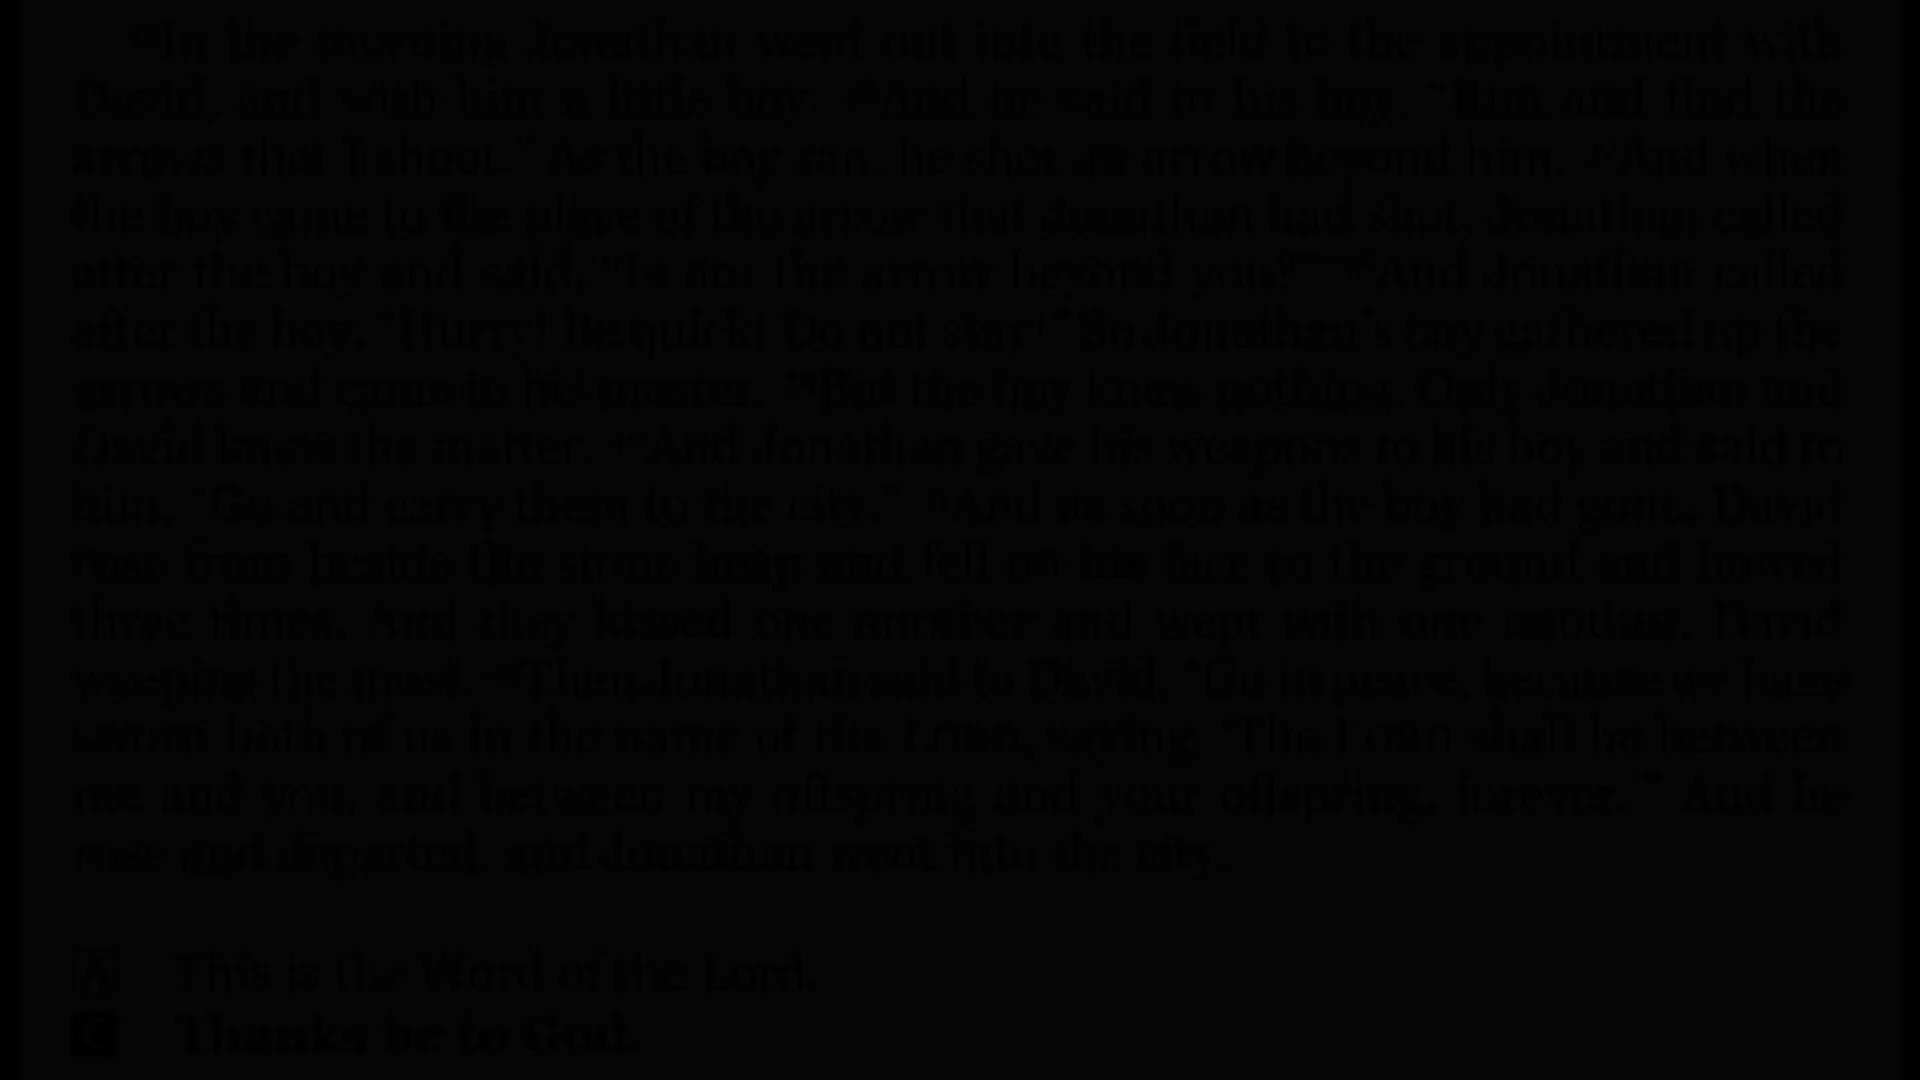 35In the morning Jonathan went out into the field to the appointment with
David, and with him a little boy. 36And he said to his boy, “Run and find the
arrows that I shoot.” As the boy ran, he shot an arrow beyond him. 37And when
the boy came to the place of the arrow that Jonathan had shot, Jonathan called
after the boy and said, “Is not the arrow beyond you?” 38And Jonathan called
after the boy, “Hurry! Be quick! Do not stay!” So Jonathan’s boy gathered up the
arrows and came to his master. 39But the boy knew nothing. Only Jonathan and
David knew the matter. 40And Jonathan gave his weapons to his boy and said to
him, “Go and carry them to the city.” 41And as soon as the boy had gone, David
rose from beside the stone heap and fell on his face to the ground and bowed
three times. And they kissed one another and wept with one another, David
weeping the most. 42Then Jonathan said to David, “Go in peace, because we have
sworn both of us in the name of the LORD, saying, ‘The LORD shall be between
me and you, and between my offspring and your offspring, forever.’” And he
rose and departed, and Jonathan went into the city.
A This is the Word of the Lord.
C Thanks be to God.